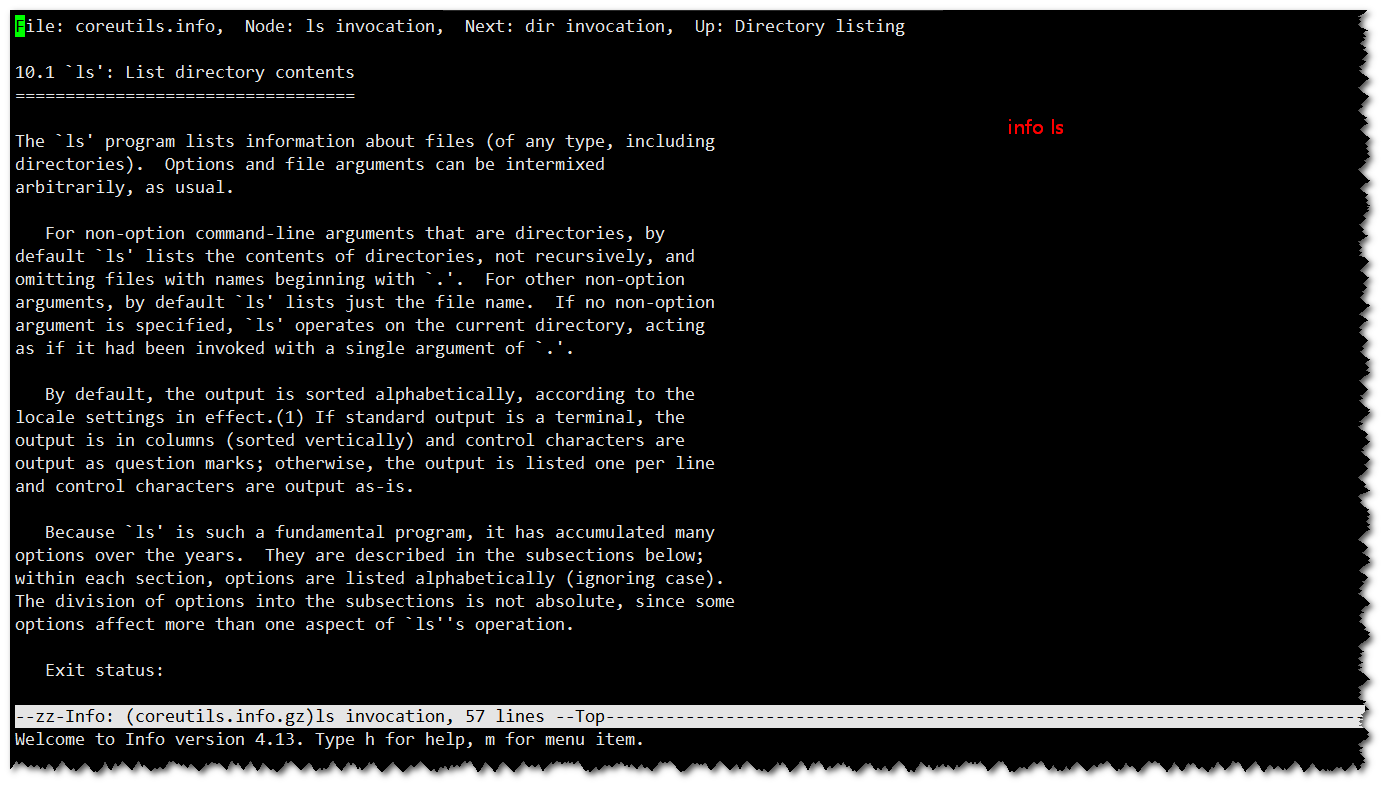 File: coreutils.info,  Node: ls invocation,  Next: dir invocation,  Up: Directory listing
10.1 `ls': List directory contents
==================================
info ls
The `ls' program lists information about files (of any type, including
directories).  Options and file arguments can be intermixed
arbitrarily, as usual.
   For non-option command-line arguments that are directories, by
default `ls' lists the contents of directories, not recursively, and
omitting files with names beginning with `.'.  For other non-option
arguments, by default `ls' lists just the file name.  If no non-option
argument is specified, `ls' operates on the current directory, acting
as if it had been invoked with a single argument of `.'.
   By default, the output is sorted alphabetically, according to the
locale settings in effect.(1) If standard output is a terminal, the
output is in columns (sorted vertically) and control characters are
output as question marks; otherwise, the output is listed one per line
and control characters are output as-is.
   Because `ls' is such a fundamental program, it has accumulated many
options over the years.  They are described in the subsections below;
within each section, options are listed alphabetically (ignoring case).
The division of options into the subsections is not absolute, since some
options affect more than one aspect of `ls''s operation.
   Exit status:
--zz-Info: (coreutils.info.gz)ls invocation, 57 lines --Top----------------------------------------------------------------------------
Welcome to Info version 4.13. Type h for help, m for menu item.